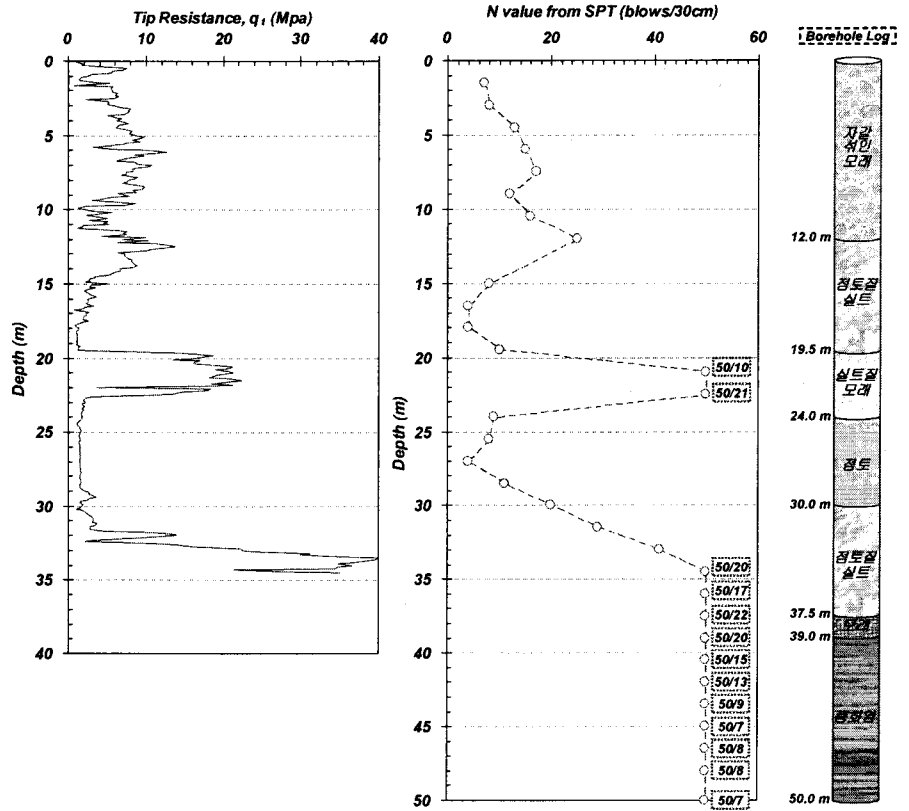 Tip Resistance, q t (Mpa)
0 10 20 30 40
0
5
10
15
20
25
30
35
40
Depth (m)
N value from SPT (blows/30cm)
0 20 40 60
0
5
10
15
20
25
30
35
40
45
50
Depth (m)
50/10
50/21
50/20
50/17
50/22
50/20
50/15
50/13
50/9
50/7
50/8
50/8
50/7
Borehole Log
자갈
섞인
모래
12.0 m
점토질
실트
19.5 m
실트질
모래
24.0 m
점토
30.0 m
점토질
실트
37.5 m
모래
39.0 m
50.0 m